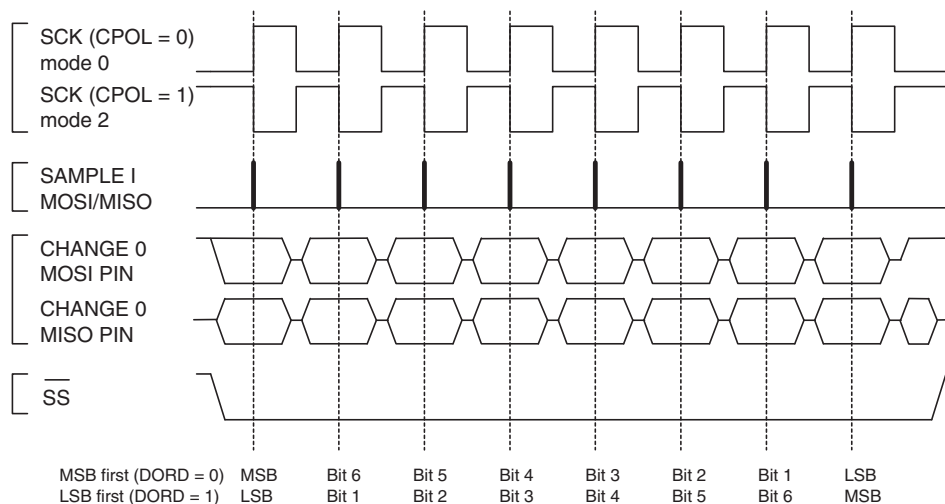 SCK (CPOL = 0)
mode 0
SCK (CPOL = 1)
mode 2
SAMPLE I
MOSI/MISO
CHANGE 0
MOSI PIN
CHANGE 0
MISO PIN
SS
MSB first (DORD = 0) MSB Bit 6 Bit 5 Bit 4 Bit 3 Bit 2 Bit 1 LSB
LSB first (DORD = 1) LSB Bit 1 Bit 2 Bit 3 Bit 4 Bit 5 Bit 6 MSB